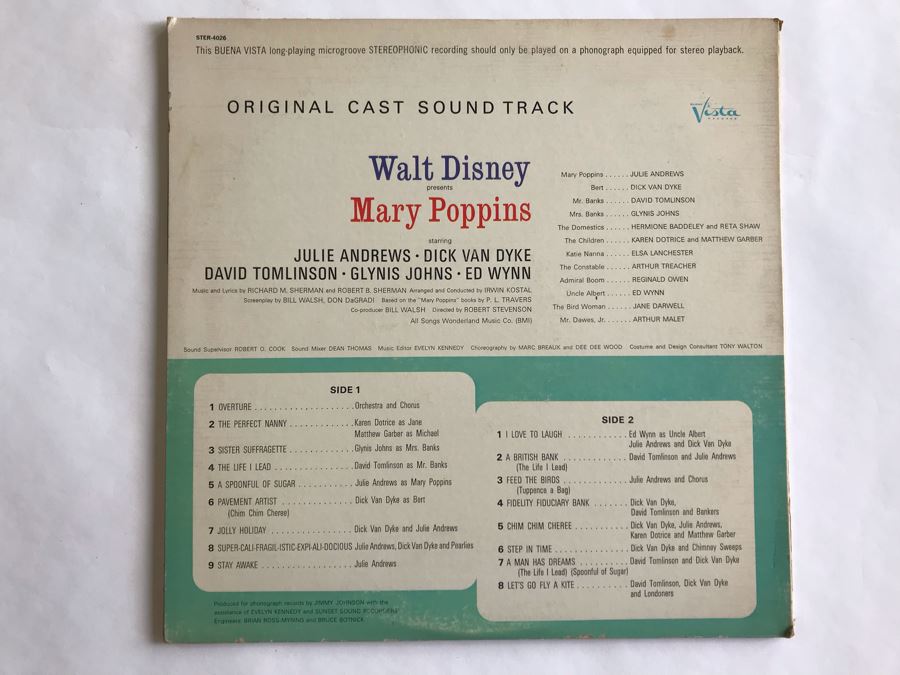 STER-4026
This BUENA VISTA long-playing microgroove STEREOPHONIC recording should only be played on a phonograph equipped for stereo playback.
ORIGINAL CAST SOUND TRACK
Vista
Walt Disney
presents
Mary Poppins
starring
JULIE ANDREWS · DICK VAN DYKE
DAVID TOMLINSON · GLYNIS JOHNS · ED WYNN
Music and Lyrics by RICHARD M. SHERMAN and ROBERT B. SHERMAN Arranged and Conducted by IRWIN KOSTAL
Screenplay by BILL WALSH, DON DaGRADI Based on the "Mary Poppins" books by P. L. TRAVERS
Co-producer BILL WALSH Directed by ROBERT STEVENSON
All Songs Wonderland Music Co. (BMI)
Mary Poppins ...... JULIE ANDREWS
Bert ...... DICK VAN DYKE
Mr. Banks ...... DAVID TOMLINSON
Mrs. Banks ...... GLYNIS JOHNS
The Domestics ...... HERMIONE BADDELEY and RETA SHAW
The Children ...... KAREN DOTRICE and MATTHEW GARBER
Katie Nanna ...... ELSA LANCHESTER
The Constable ...... ARTHUR TREACHER
Admiral Boom ...... REGINALD OWEN
Uncle Albert ...... ED WYNN
The Bird Woman ...... JANE DARWELL
Mr. Dawes, Jr. ...... ARTHUR MALET
Sound Supervisor ROBERT O. COOK Sound Mixer DEAN THOMAS Music Editor EVELYN KENNEDY Choreography by MARC BREAUX and DEE DEE WOOD Costume and Design Consultant TONY WALTON
SIDE 1
1 OVERTURE .................... Orchestra and Chorus
2 THE PERFECT NANNY ............. Karen Dotrice as Jane
Matthew Garber as Michael
3 SISTER SUFFRAGETTE ............. Glynis Johns as Mrs. Banks
4 THE LIFE I LEAD ................ David Tomlinson as Mr. Banks
5 A SPOONFUL OF SUGAR ............ Julie Andrews as Mary Poppins
6 PAVEMENT ARTIST .............. Dick Van Dyke as Bert
(Chim Chim Cheree)
7 JOLLY HOLIDAY ................. Dick Van Dyke and Julie Andrews
8 SUPER-CALI-FRAGIL-ISTIC-EXPI-ALI-DOCIOUS Julie Andrews, Dick Van Dyke and Pearlies
9 STAY AWAKE ................... Julie Andrews
Produced for phonograph records by JIMMY JOHNSON with the
assistance of EVELYN KENNEDY and SUNSET SOUND RECORDERS
Engineers: BRIAN ROSS-MYRING and BRUCE BOTNICK
SIDE 2
1 I LOVE TO LAUGH ............ Ed Wynn as Uncle Albert
Julie Andrews and Dick Van Dyke
2 A BRITISH BANK ............. David Tomlinson and Julie Andrews
(The Life I Lead)
3 FEED THE BIRDS ............. Julie Andrews and Chorus
(Tuppence a Bag)
4 FIDELITY FIDUCIARY BANK ....... Dick Van Dyke,
David Tomlinson and Bankers
5 CHIM CHIM CHEREE ........... Dick Van Dyke, Julie Andrews,
Karen Dotrice and Matthew Garber
6 STEP IN TIME ............... Dick Van Dyke and Chimney Sweeps
7 A MAN HAS DREAMS ........... David Tomlinson and Dick Van Dyke
(The Life I Lead) (Spoonful of Sugar)
8 LET'S GO FLY A KITE .......... David Tomlinson, Dick Van Dyke
and Londoners